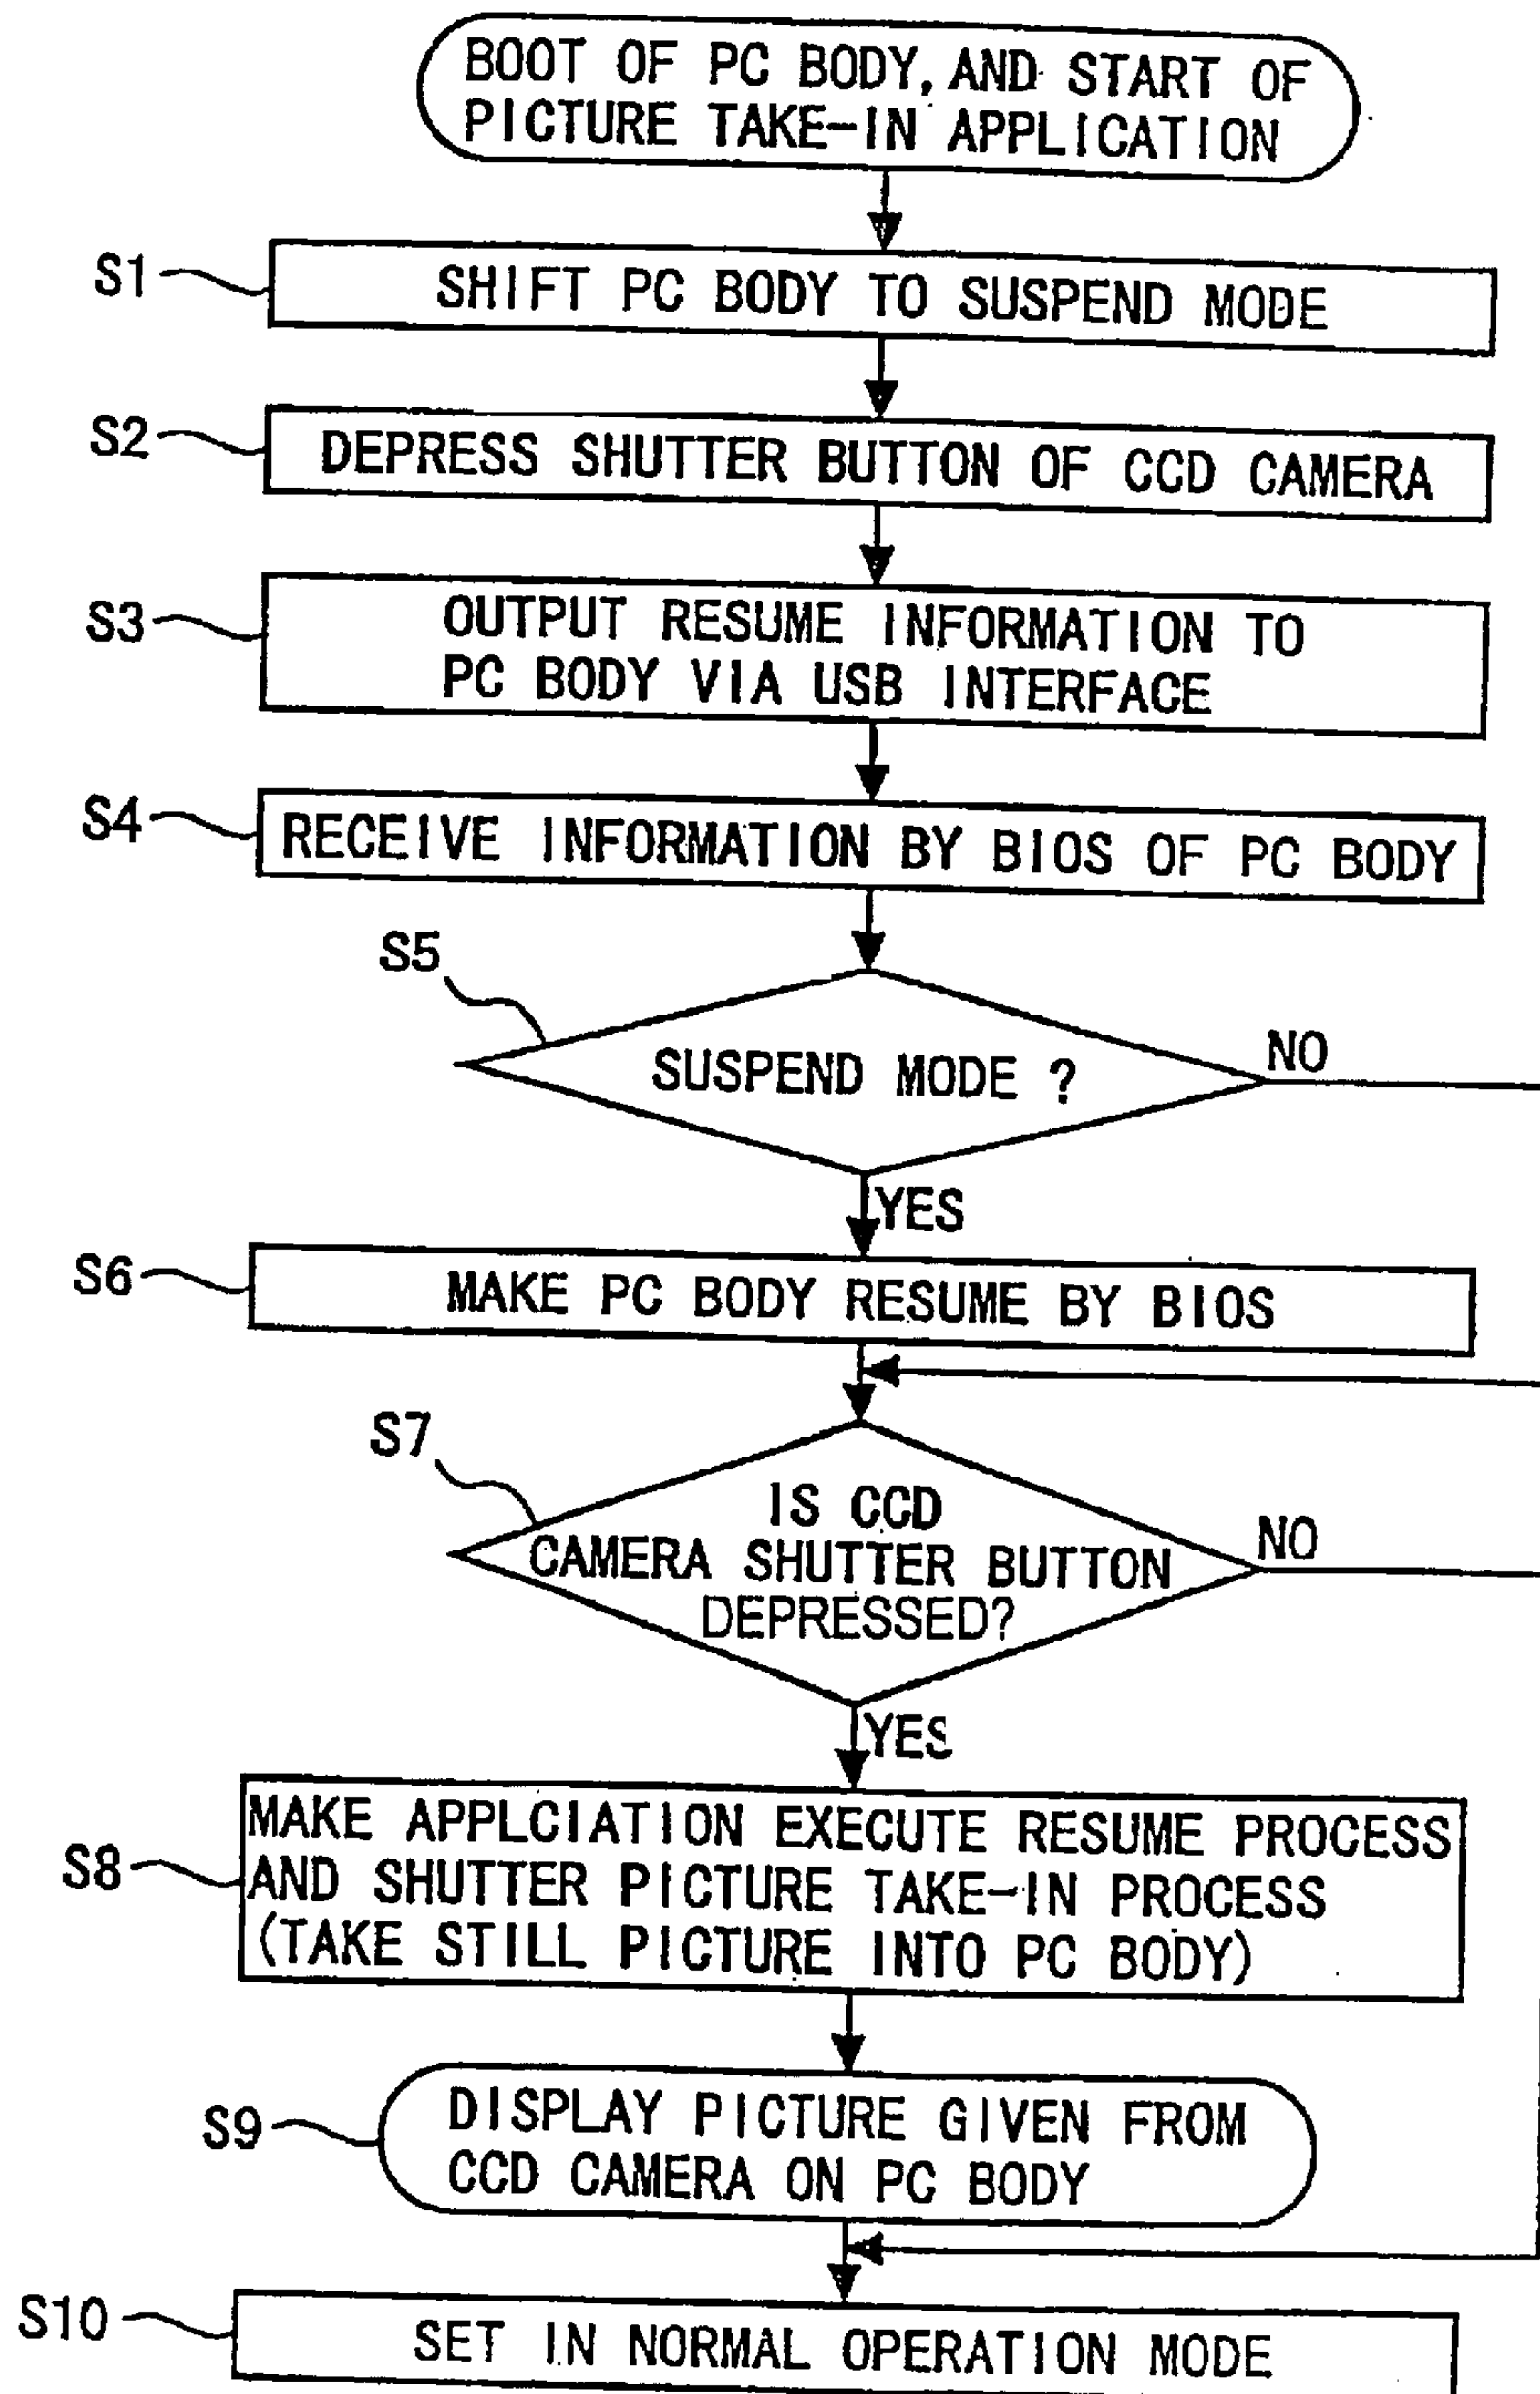 BOOT OF PC BODY, AND START OF
PICTURE TAKE-IN APPLICATION
S1
SHIFT PC BODY TO SUSPEND MODE
S2
DEPRESS SHUTTER BUTTON OF CCD CAMERA
S3
OUTPUT RESUME INFORMATION TO
PC BODY VIA USB INTERFACE
S4
RECEIVE INFORMATION BY BIOS OF PC BODY
S5
SUSPEND MODE ?
NO
YES
S6
MAKE PC BODY RESUME BY BIOS
S7
IS CCD
CAMERA SHUTTER BUTTON
DEPRESSED?
NO
YES
S8
MAKE APPLCIATION EXECUTE RESUME PROCESS
AND SHUTTER PICTURE TAKE-IN PROCESS
(TAKE STILL PICTURE INTO PC BODY)
S9
DISPLAY PICTURE GIVEN FROM
CCD CAMERA ON PC BODY
S10
SET IN NORMAL OPERATION MODE